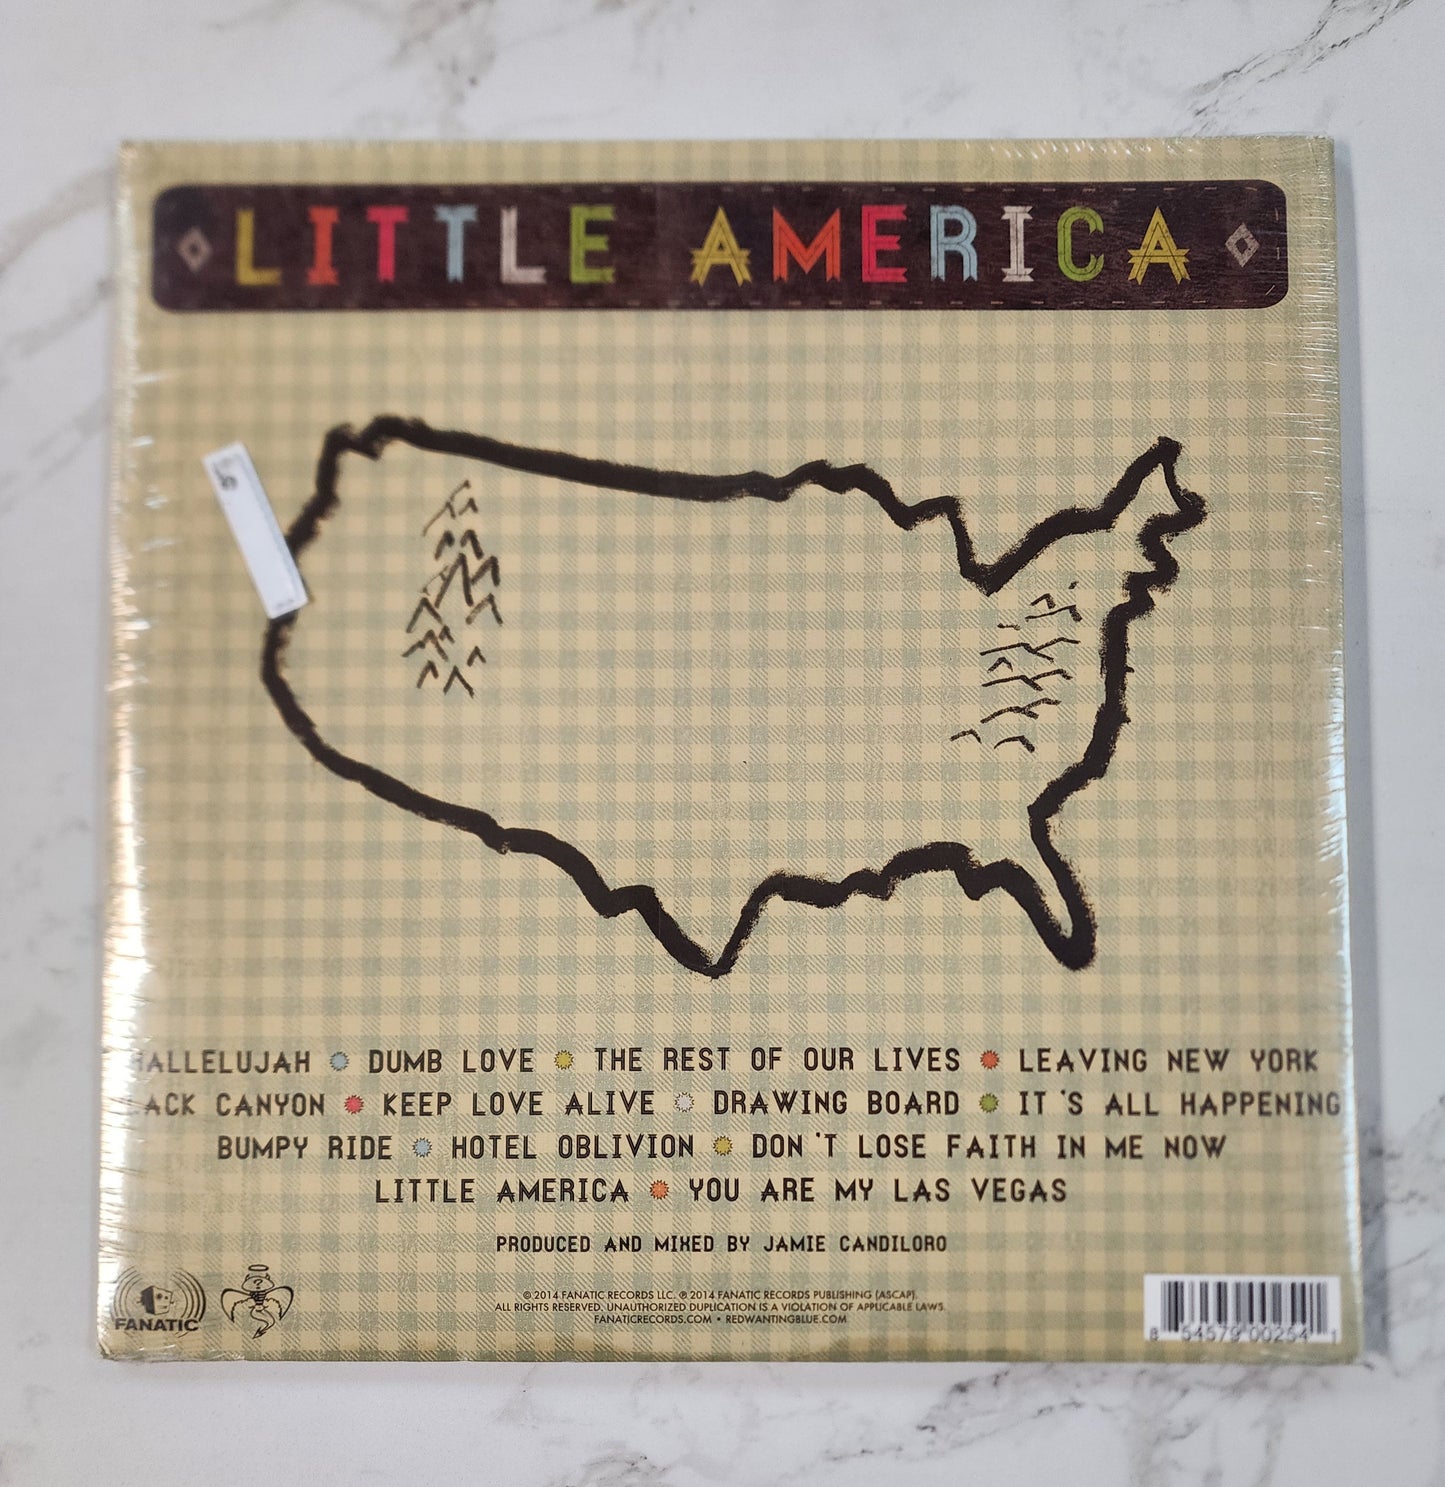 LITTLE AMERICA
HALLELUJAH DUMB LOVE THE REST OF OUR LIVES LEAVING NEW YORK
ACK CANYON KEEP LOVE ALIVE DRAWING BOARD IT'S ALL HAPPENING
BUMPY RIDE HOTEL OBLIVION DON'T LOSE FAITH IN ME NOW
LITTLE AMERICA YOU ARE MY LAS VEGAS
PRODUCED AND MIXED BY JAMIE CANDILORO
© 2014 FANATIC RECORDS LLC. ℗ 2014 FANATIC RECORDS PUBLISHING (ASCAP).
ALL RIGHTS RESERVED. UNAUTHORIZED DUPLICATION IS A VIOLATION OF APPLICABLE LAWS.
FANATICRECORDS.COM • REDWANTINGBLUE.COM
FANATIC
?
8 54579 00254 1